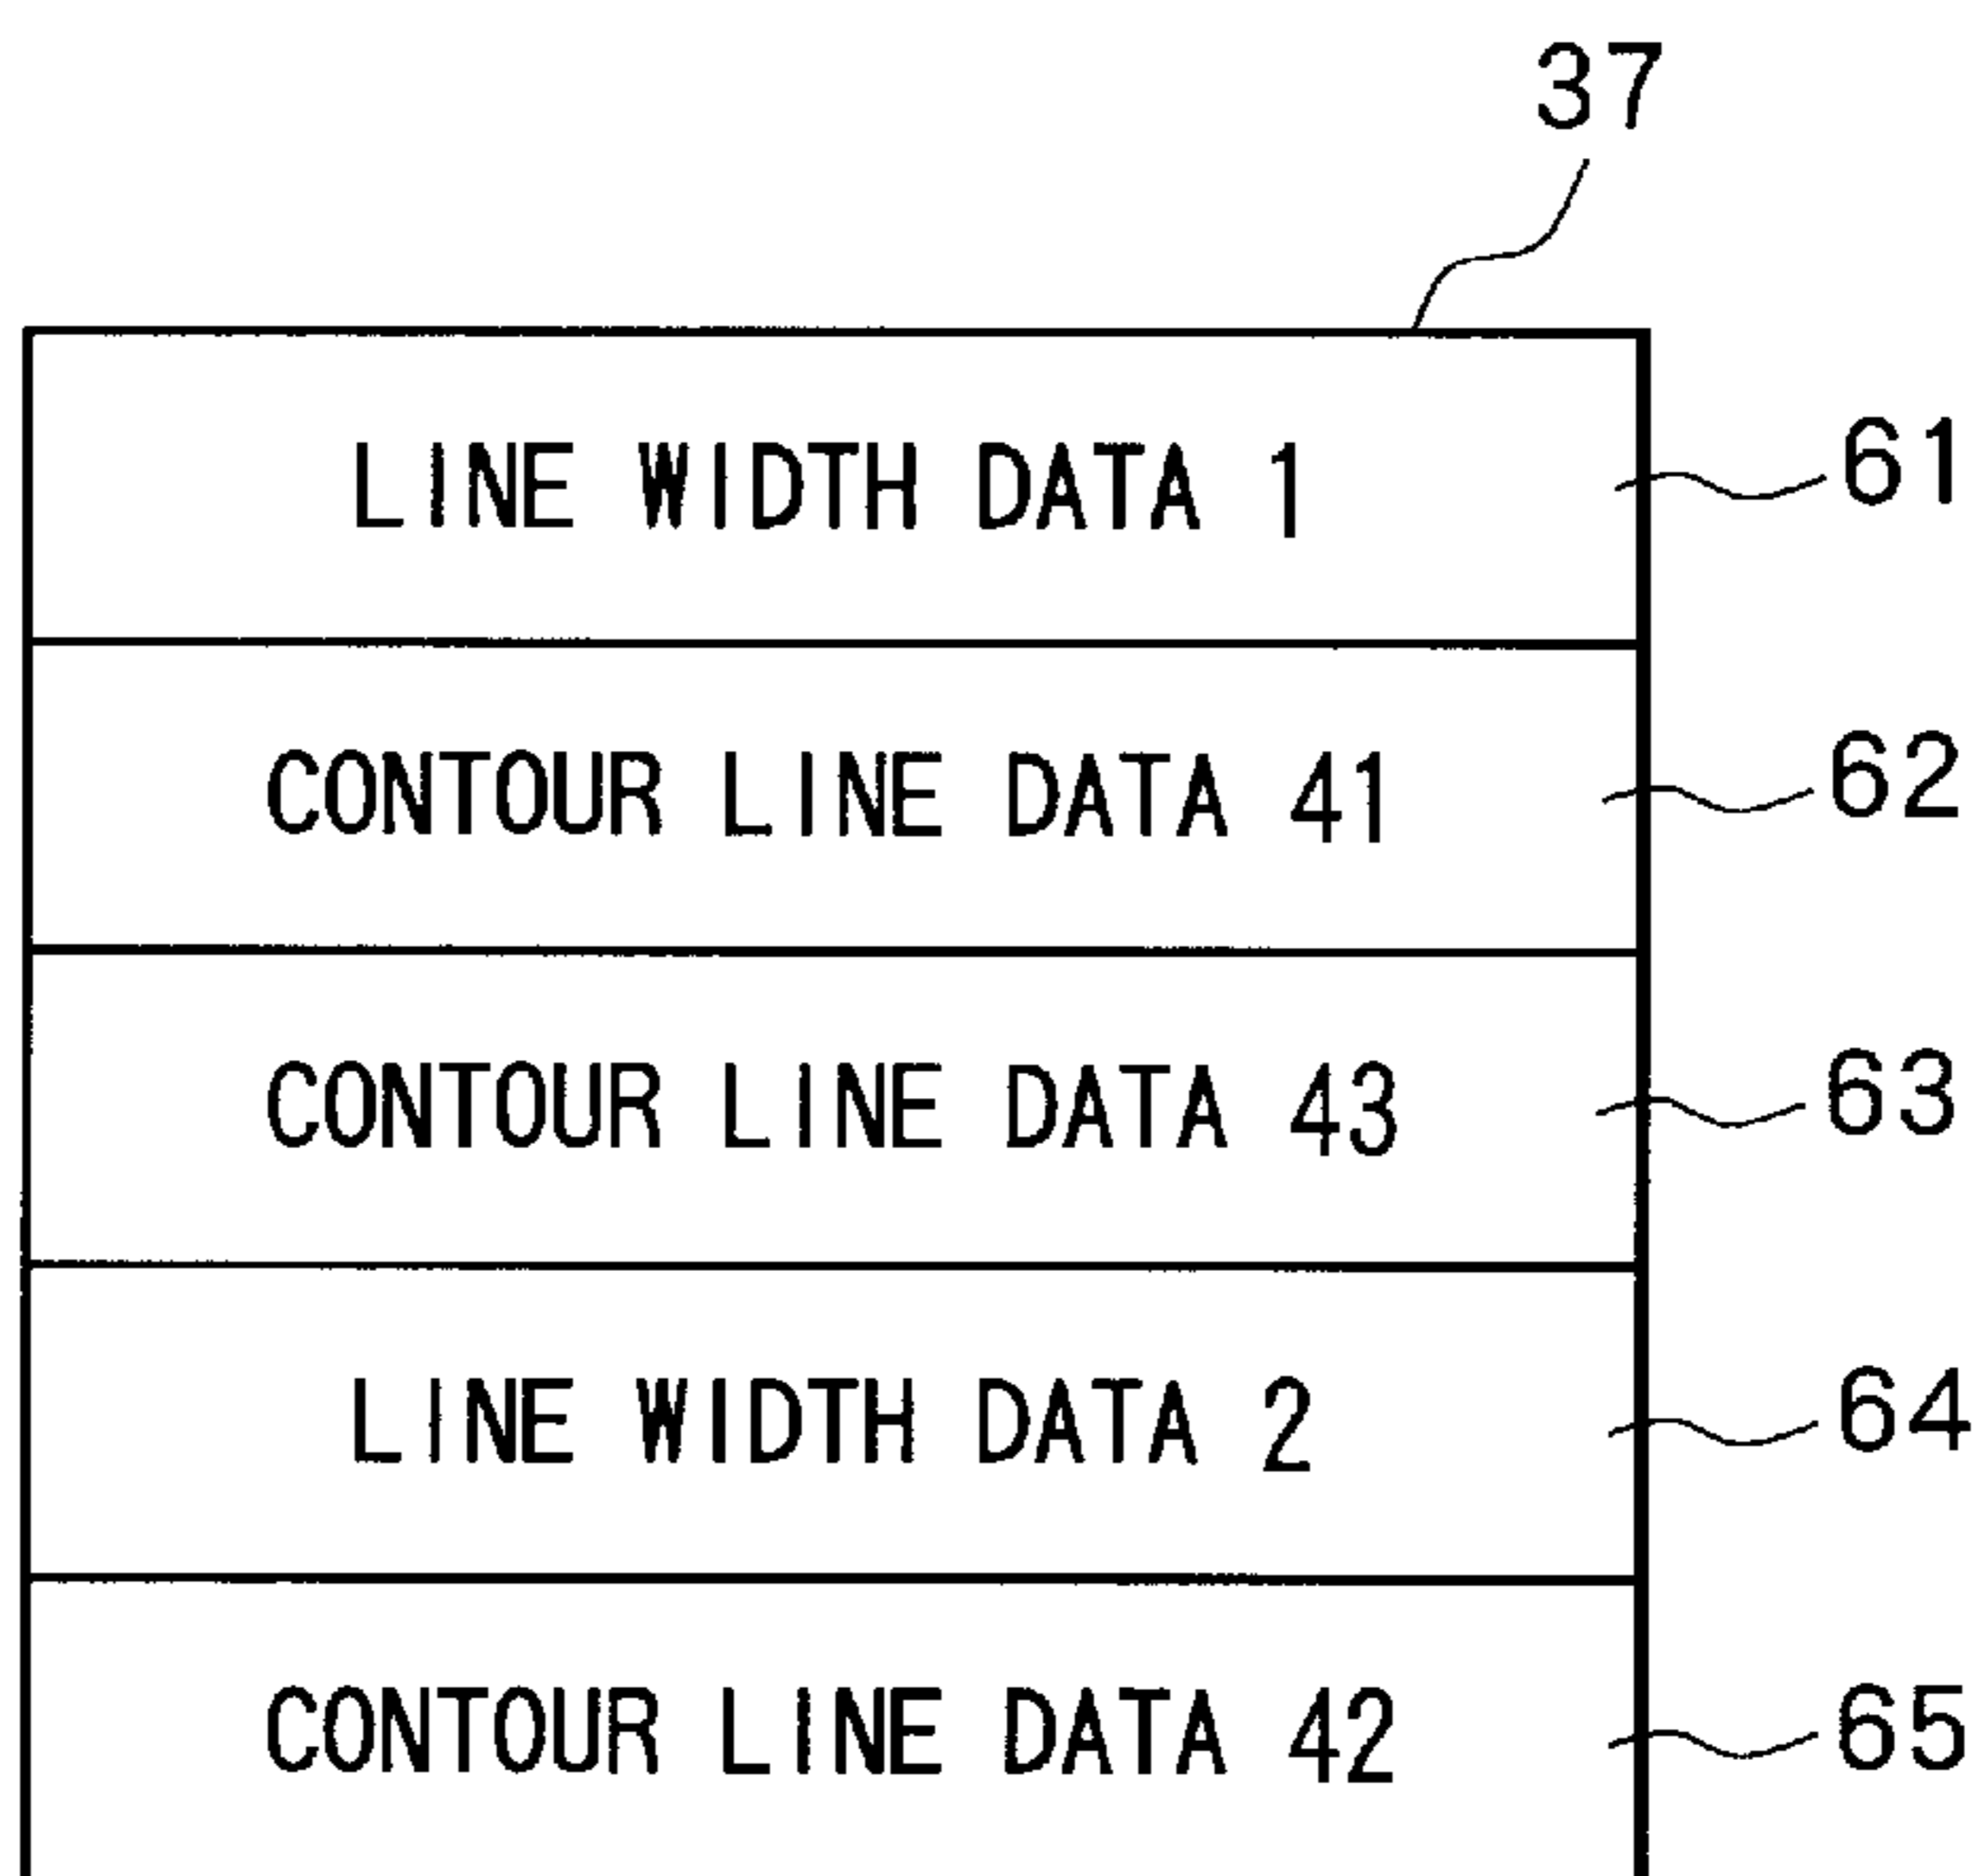 37
LINE WIDTH DATA 1
61
CONTOUR LINE DATA 41
62
CONTOUR LINE DATA 43
63
LINE WIDTH DATA 2
64
CONTOUR LINE DATA 42
65